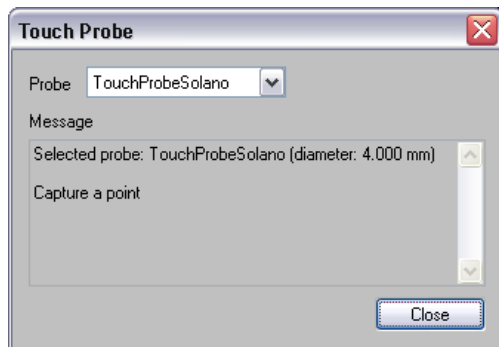 Touch Probe
Probe TouchProbeSolano
Message
Selected probe: TouchProbeSolano (diameter: 4.000 mm)
Capture a point
Close